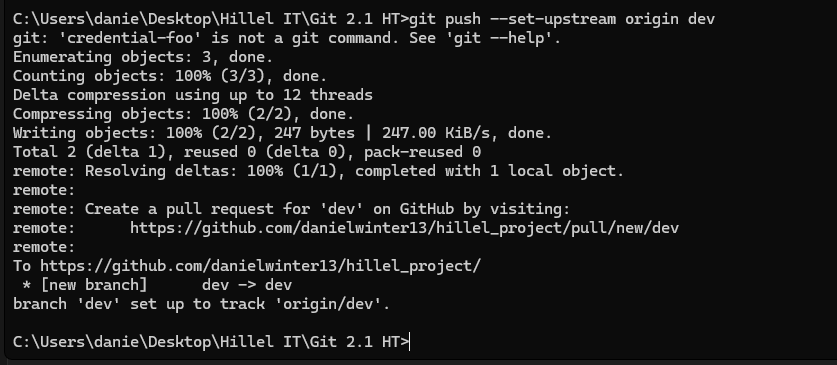 C:\Users\danie\Desktop\Hillel IT\Git 2.1 HT>git push --set-upstream origin dev
git: 'credential-foo' is not a git command. See 'git --help'.
Enumerating objects: 3, done.
Counting objects: 100% (3/3), done.
Delta compression using up to 12 threads
Compressing objects: 100% (2/2), done.
Writing objects: 100% (2/2), 247 bytes | 247.00 KiB/s, done.
Total 2 (delta 1), reused 0 (delta 0), pack-reused 0
remote: Resolving deltas: 100% (1/1), completed with 1 local object.
remote:
remote: Create a pull request for 'dev' on GitHub by visiting:
remote:      https://github.com/danielwinter13/hillel_project/pull/new/dev
remote:
To https://github.com/danielwinter13/hillel_project/
 * [new branch]      dev -> dev
branch 'dev' set up to track 'origin/dev'.
C:\Users\danie\Desktop\Hillel IT\Git 2.1 HT>